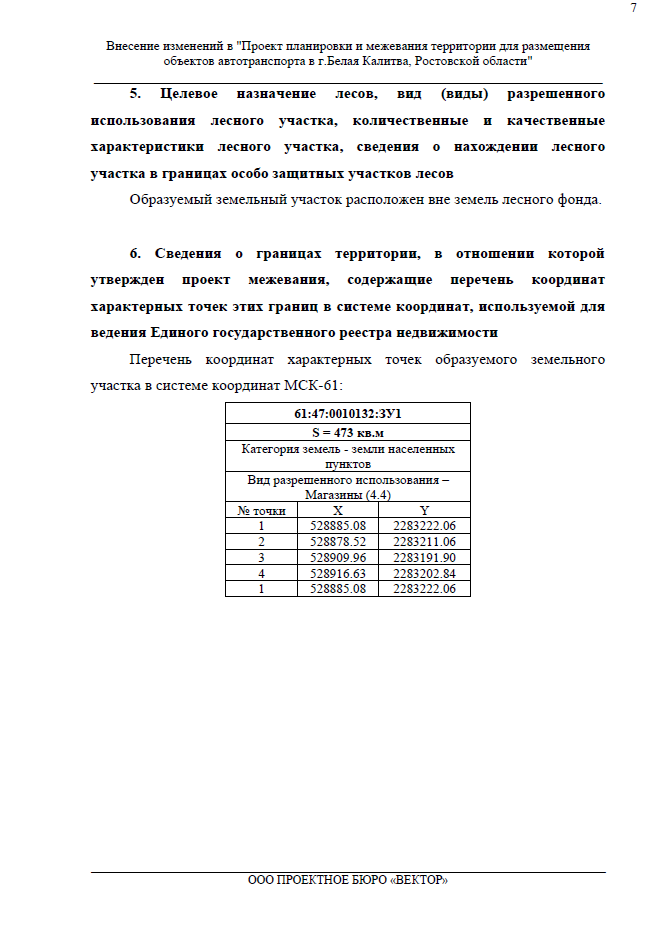 7
Внесение изменений в "Проект планировки и межевания территории для размещения
объектов автотранспорта в г.Белая Калитва, Ростовской области"
5. Целевое назначение лесов, вид (виды) разрешенного
использования лесного участка, количественные и качественные
характеристики лесного участка, сведения о нахождении лесного
участка в границах особо защитных участков лесов
Образуемый земельный участок расположен вне земель лесного фонда.
6. Сведения о границах территории, в отношении которой
утвержден проект межевания, содержащие перечень координат
характерных точек этих границ в системе координат, используемой для
ведения Единого государственного реестра недвижимости
Перечень координат характерных точек образуемого земельного
участка в системе координат МСК-61:
61:47:0010132:ЗУ1
S = 473 кв.м
Категория земель - земли населенных
пунктов
Вид разрешенного использования –
Магазины (4.4)
№ точки X Y
1 528885.08 2283222.06
2 528878.52 2283211.06
3 528909.96 2283191.90
4 528916.63 2283202.84
1 528885.08 2283222.06
ООО ПРОЕКТНОЕ БЮРО «ВЕКТОР»